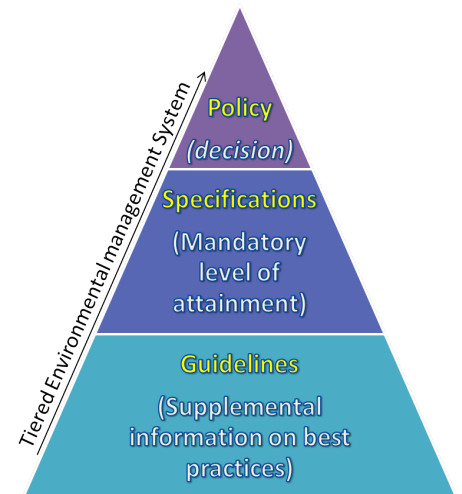 Tiered Environmental management System
Policy
(decision)
Specifications
(Mandatory
level of
attainment)
Guidelines
(Supplemental
information on best
practices)